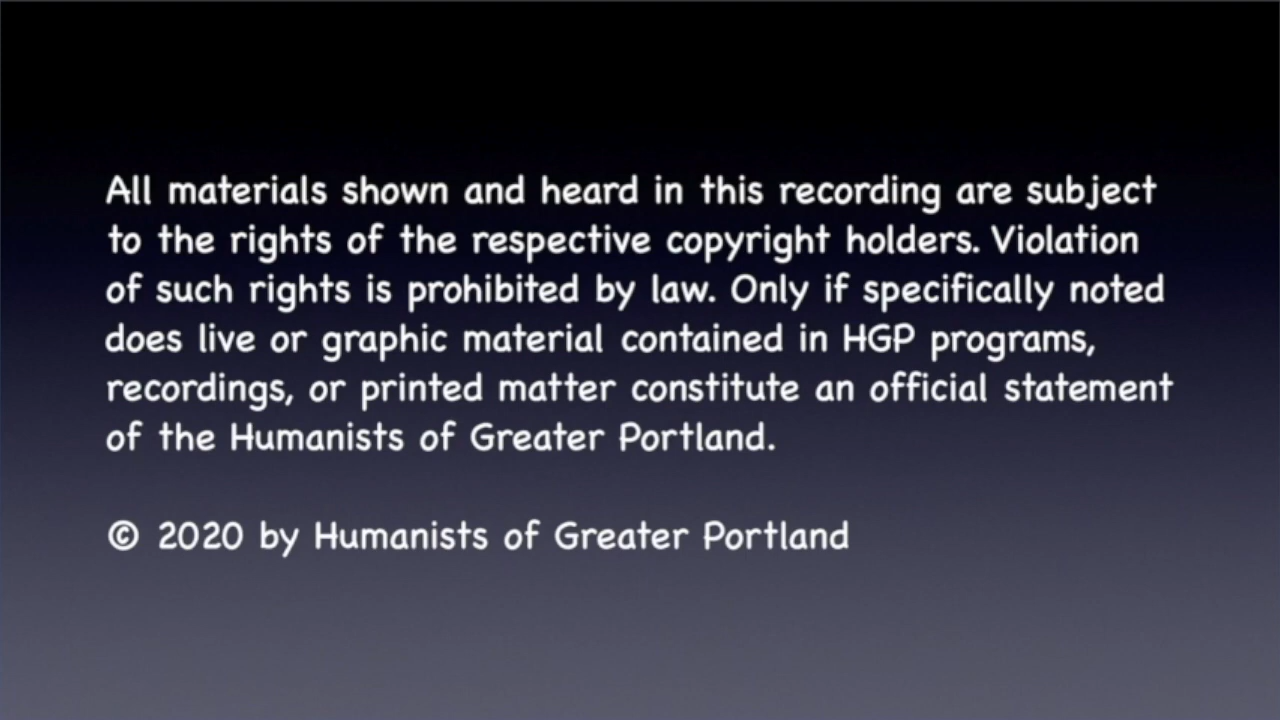 All materials shown and heard in this recording are subject
to the rights of the respective copyright holders. Violation
of such rights is prohibited by law. Only if specifically noted
does live or graphic material contained in HGP programs,
recordings, or printed matter constitute an official statement
of the Humanists of Greater Portland.
© 2020 by Humanists of Greater Portland